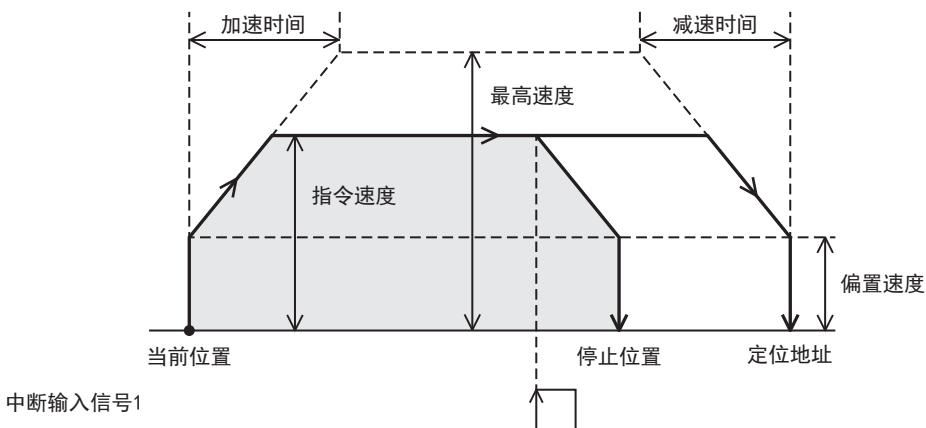 加速时间
减速时间
最高速度
指令速度
偏置速度
当前位置
停止位置
定位地址
中断输入信号1